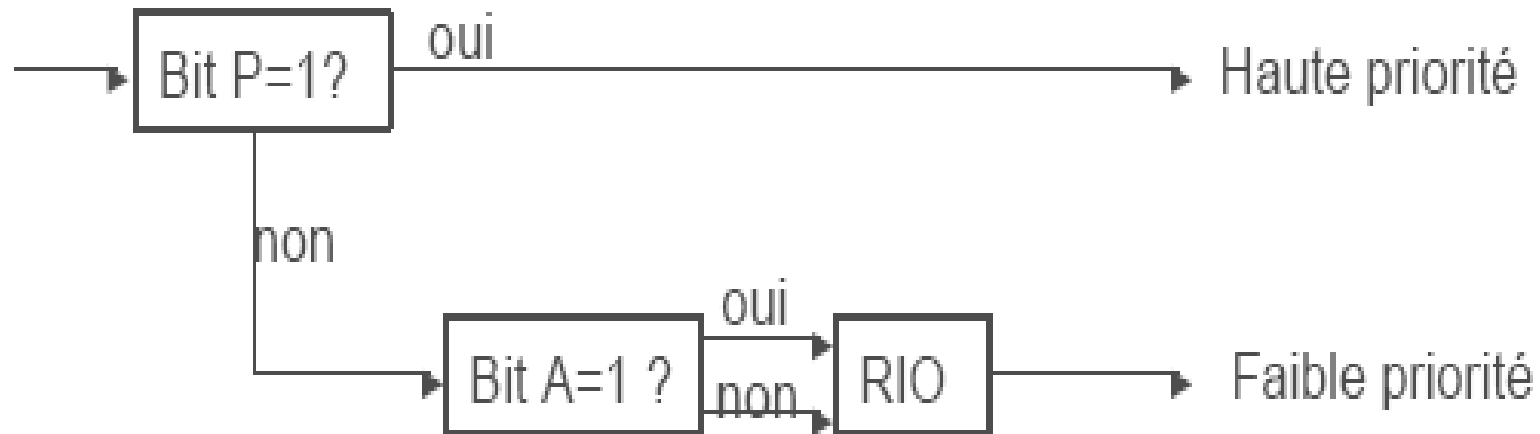 oui
Bit P=1?
Haute priorité
non
oui
Bit A=1 ?
non
RIO
Faible priorité